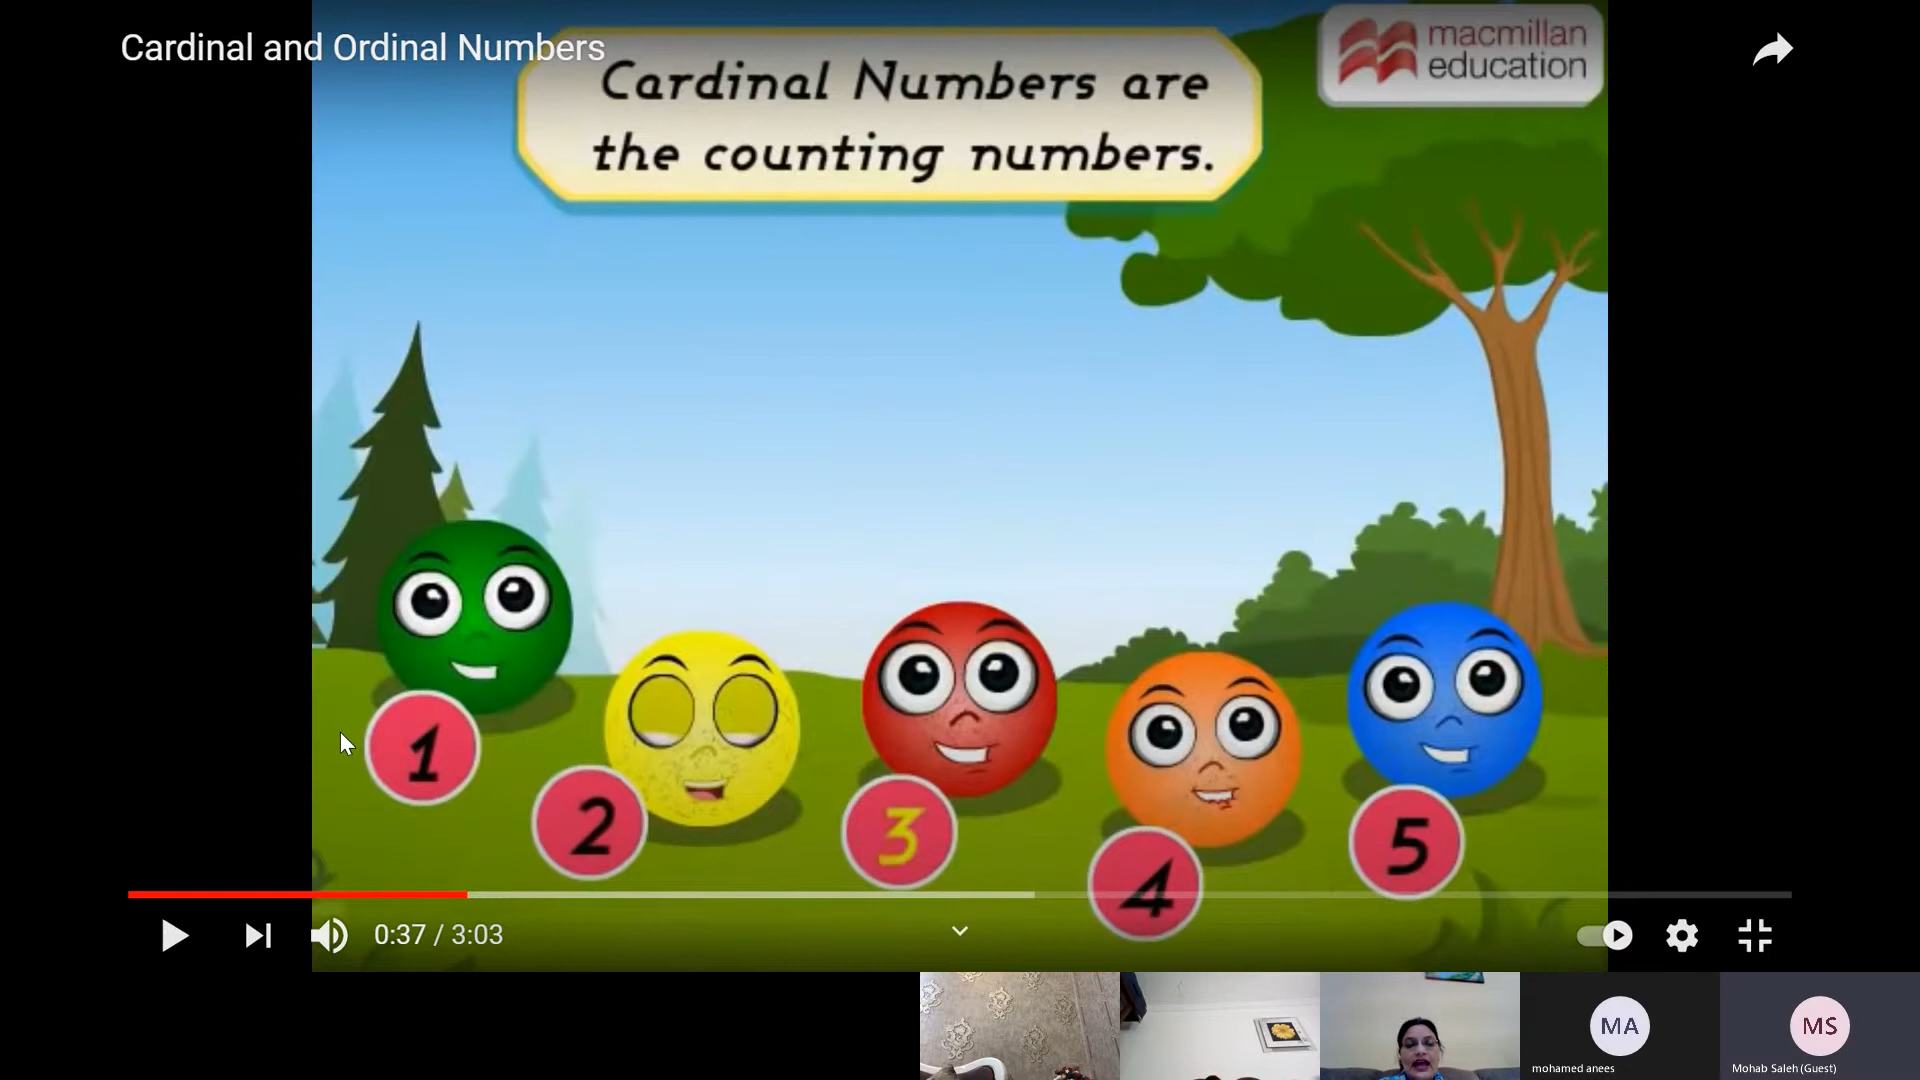 Cardinal and Ordinal Numbers
Cardinal Numbers are
the counting numbers.
macmillan
education
1
2
3
4
5
0:37 / 3:03
MA
mohamed anees
MS
Mohab Saleh (Guest)